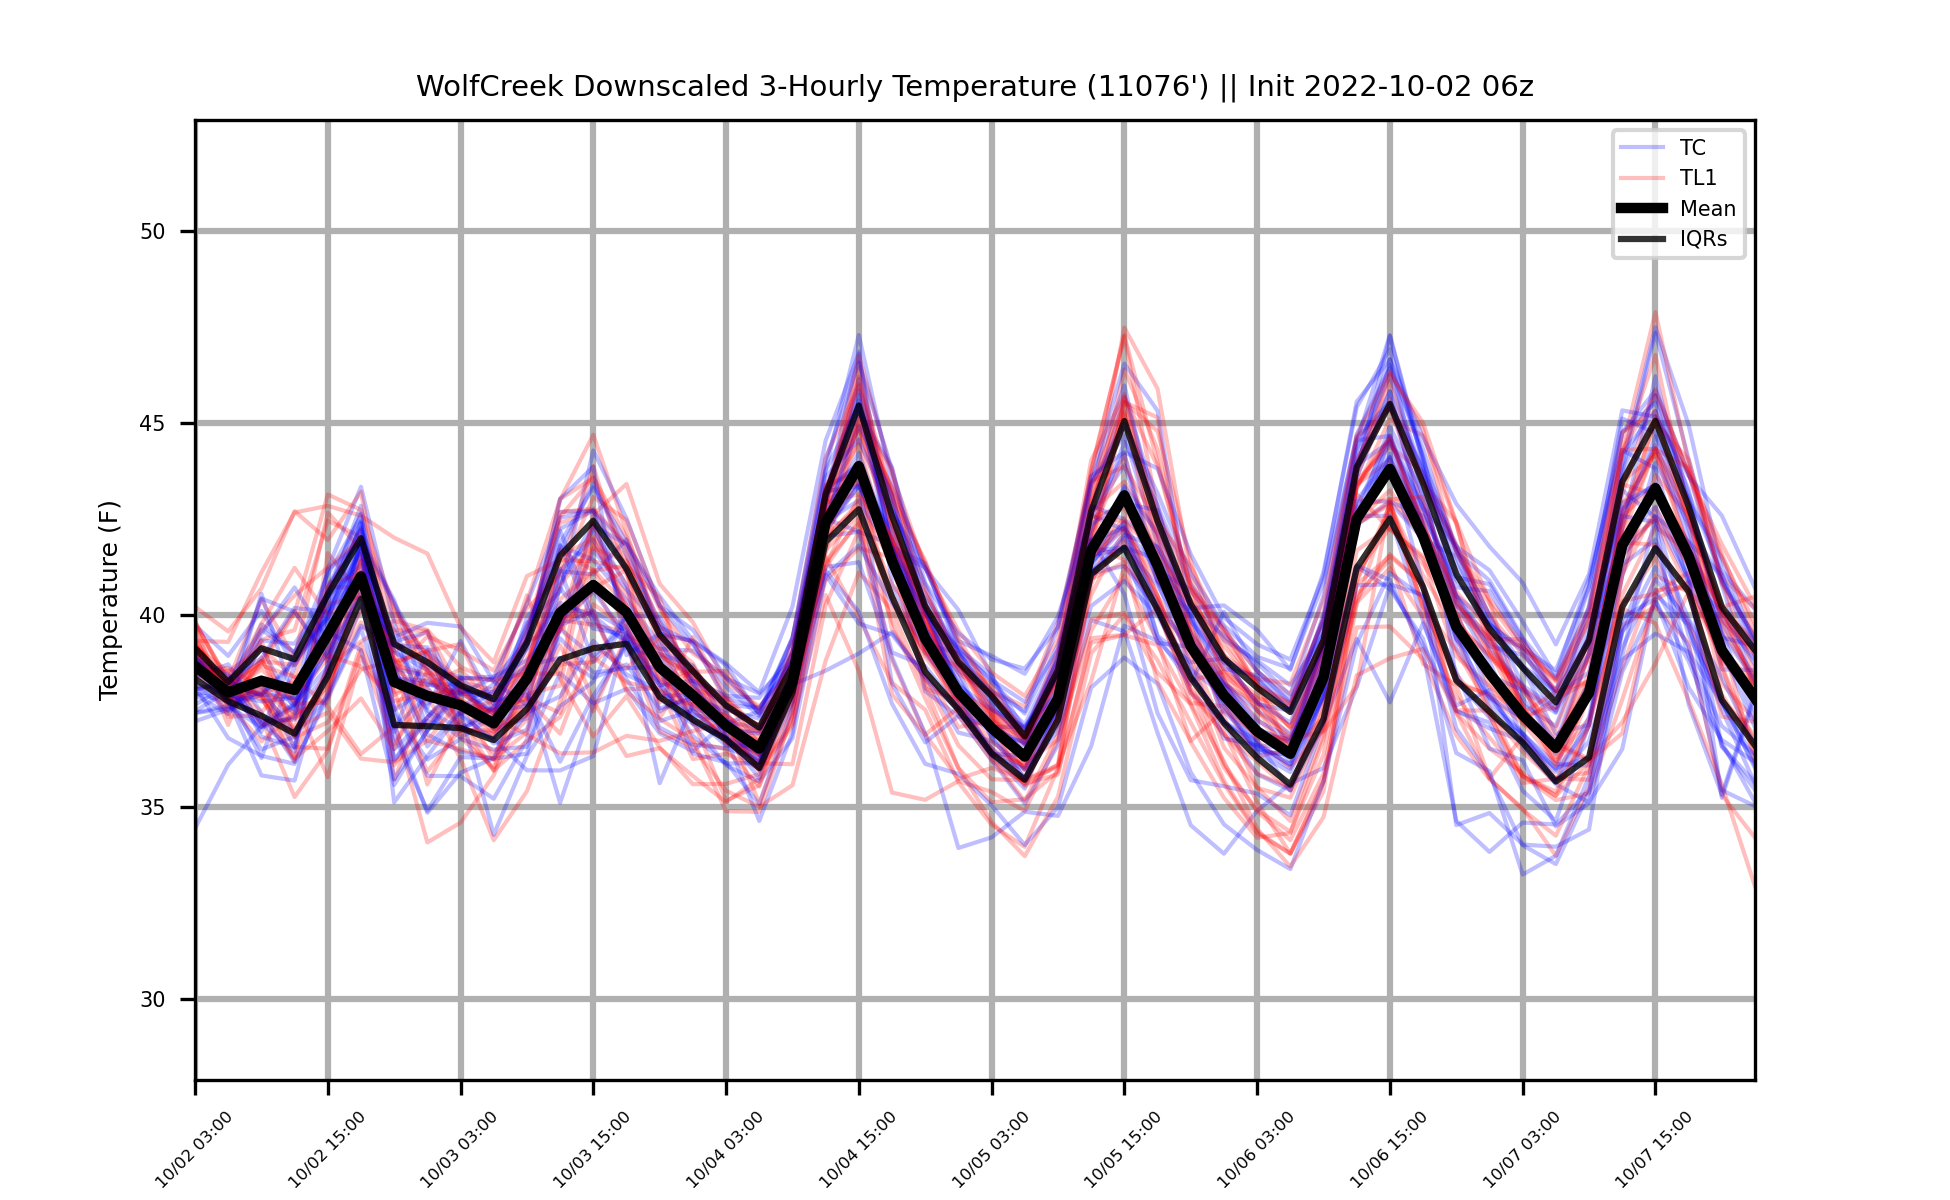 WolfCreek Downscaled 3-Hourly Temperature (11076') || Init 2022-10-02 06z
TC
TL1
Mean
IQRs
Temperature (F)
50
45
40
35
30
10/02 03:00
10/02 15:00
10/03 03:00
10/03 15:00
10/04 03:00
10/04 15:00
10/05 03:00
10/05 15:00
10/06 03:00
10/06 15:00
10/07 03:00
10/07 15:00